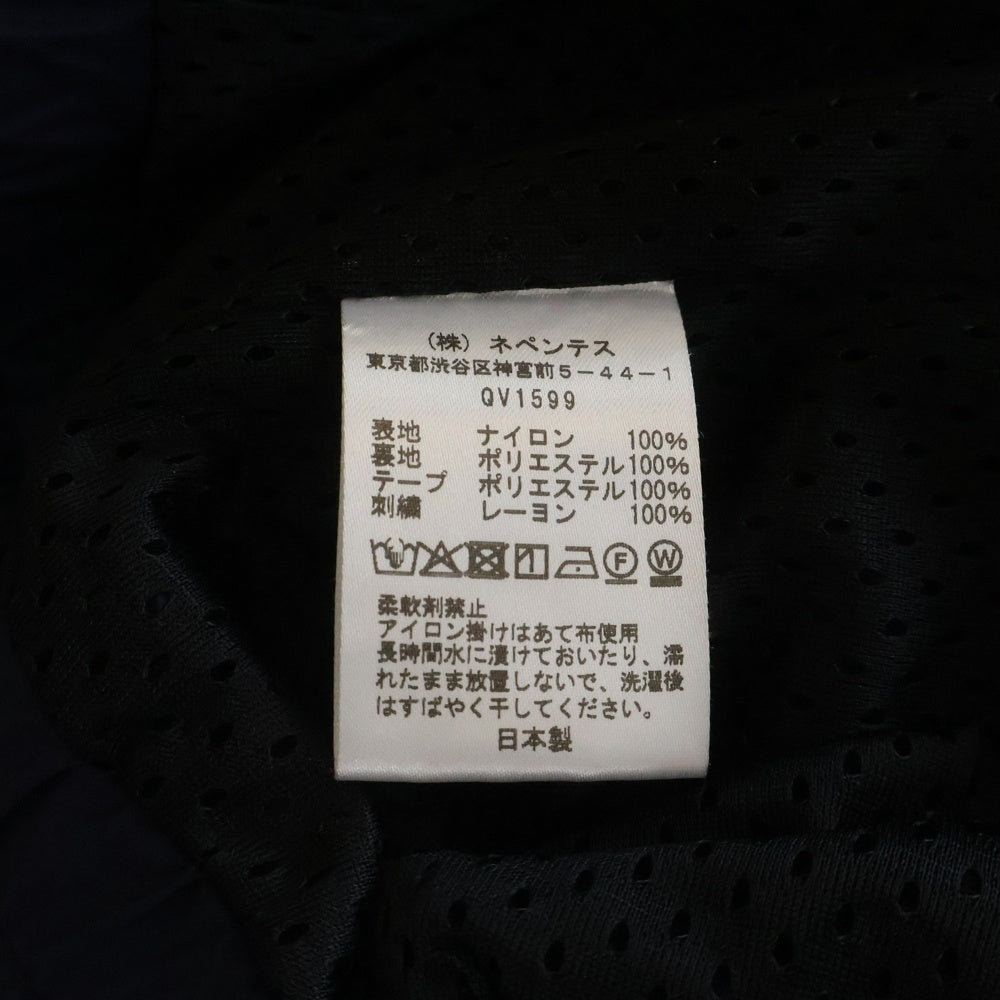 (株) ネペンテス
東京都渋谷区神宮前5-44-1
QV1599
表地 ナイロン 100%
裏地 ポリエステル100%
テープ ポリエステル100%
刺繍 レーヨン 100%
F W
柔軟剤禁止
アイロン掛けはあて布使用
長時間水に漬けておいたり、濡
れたまま放置しないで、洗濯後
はすばやく干してください。
日本製